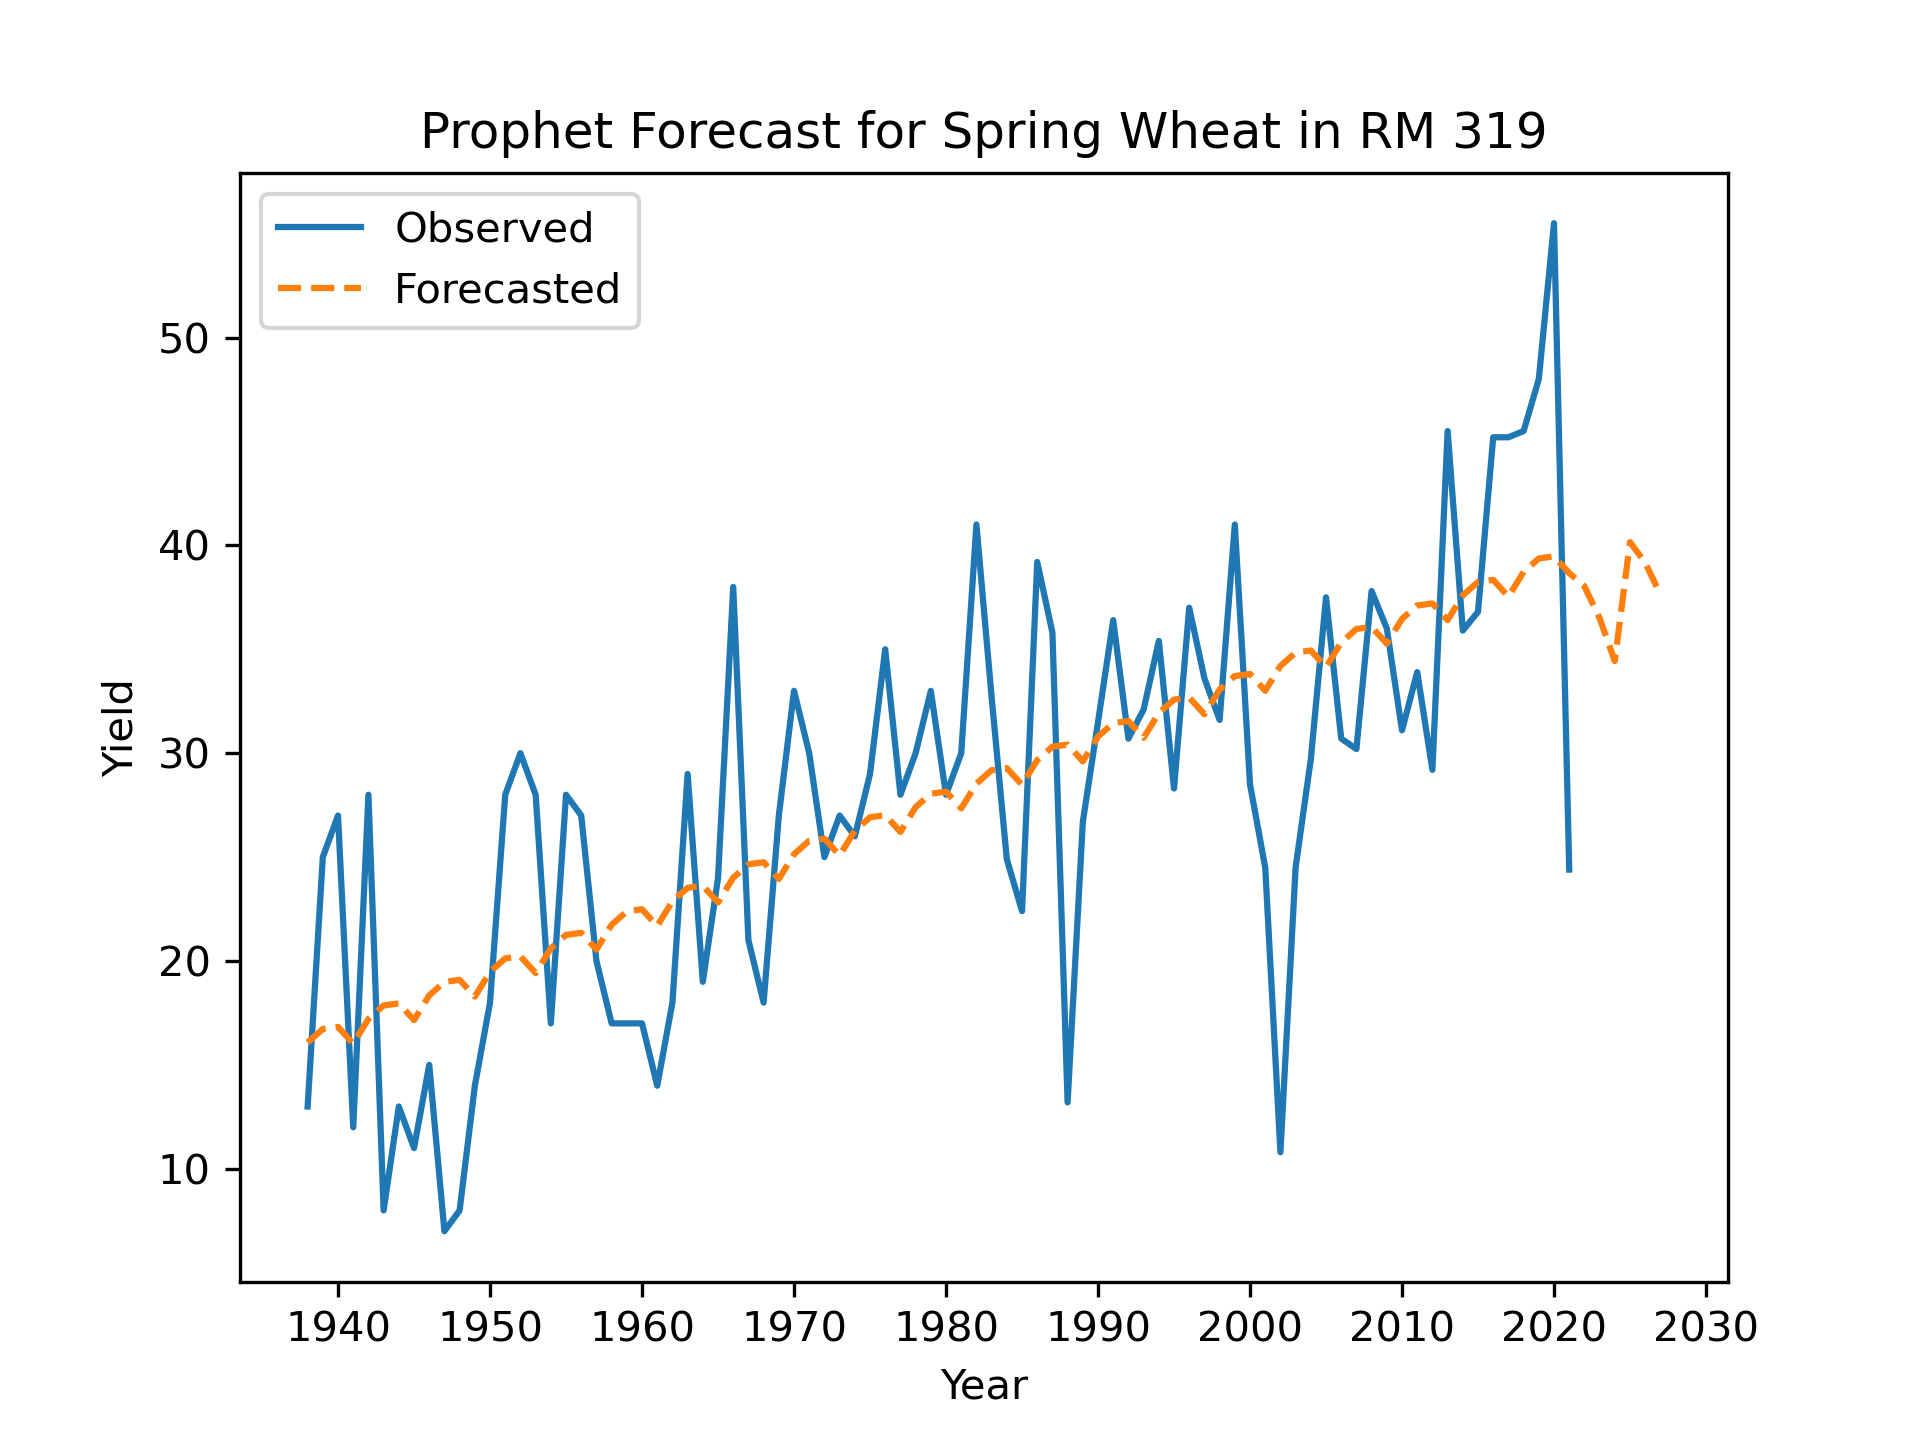 Prophet Forecast for Spring Wheat in RM 319
Observed
Forecasted
50
40
30
20
10
Yield
1940 1950 1960 1970 1980 1990 2000 2010 2020 2030
Year